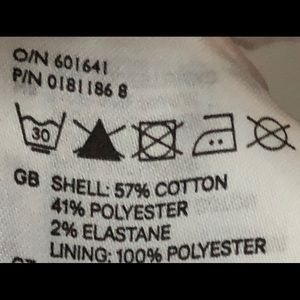 O/N 601641
P/N 0181186 8
30
GB SHELL: 57% COTTON
41% POLYESTER
2% ELASTANE
LINING: 100% POLYESTER